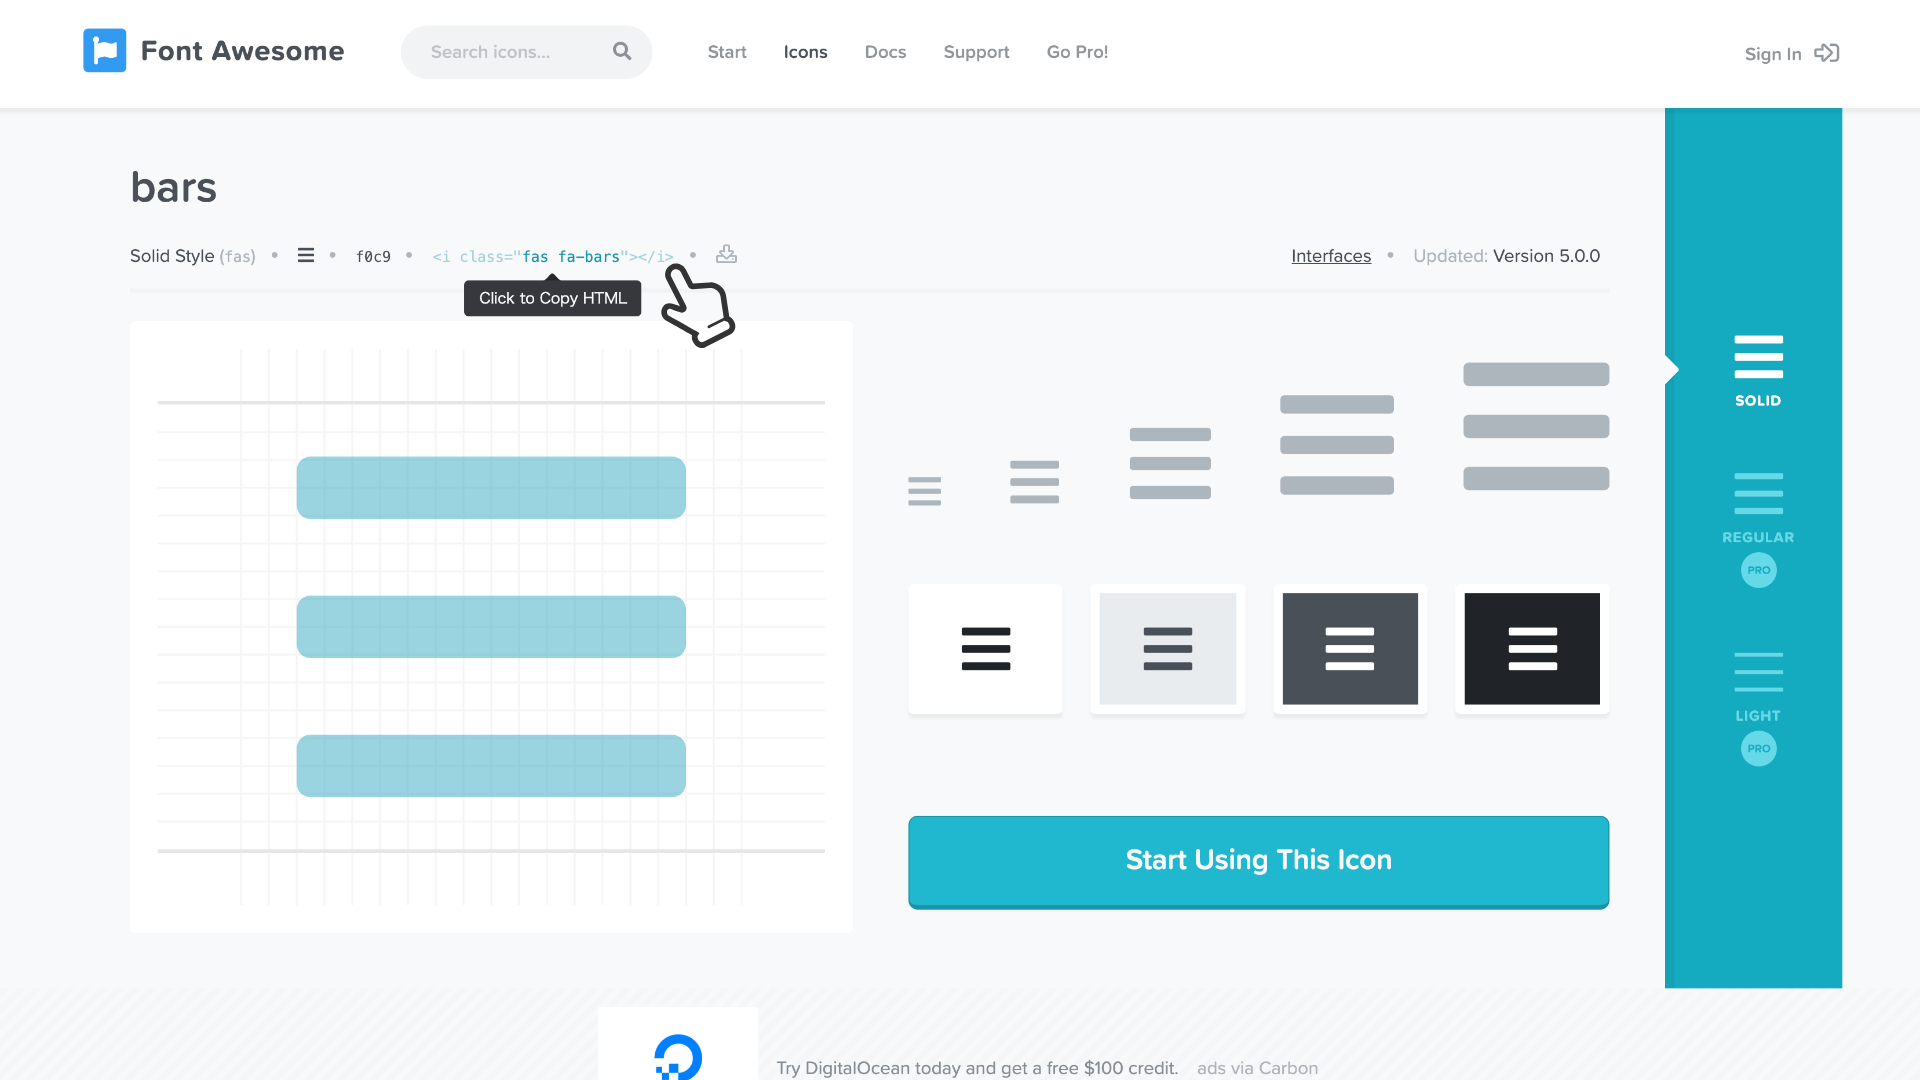 Font Awesome
Search icons...
Start
Icons
Docs
Support
Go Pro!
Sign In
bars
Solid Style (fas) • • f0c9 • <i class="fas fa-bars"></i> •
Interfaces • Updated: Version 5.0.0
Click to Copy HTML
SOLID
REGULAR
PRO
LIGHT
PRO
Start Using This Icon
Try DigitalOcean today and get a free $100 credit. ads via Carbon